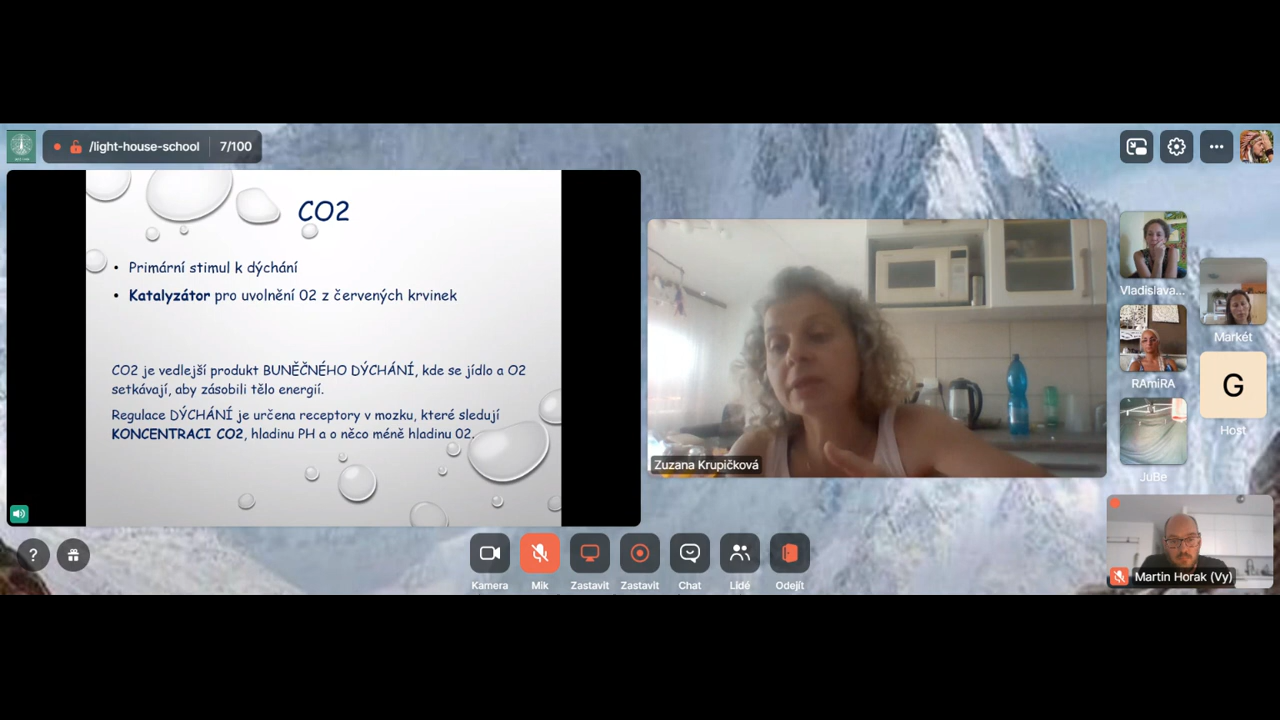 /light-house-school 7/100
CO2
• Primární stimul k dýchání
• Katalyzátor pro uvolnění 02 z červených krvinek
CO2 je vedlejší produkt BUNĚČNÉHO DÝCHÁNÍ, kde se jídlo a O2
setkávají, aby zásobili tělo energií.
Regulace DÝCHÁNÍ je určena receptory v mozku, které sledují
KONCENTRACI CO2, hladinu PH a o něco méně hladinu 02.
Zuzana Krupičková
Vladislava...
Markét
RAmiRA
G
Host
JuBe
Martin Horak (Vy)
?
Kamera
Mik
Zastavit
Zastavit
Chat
Lidé
Odejít